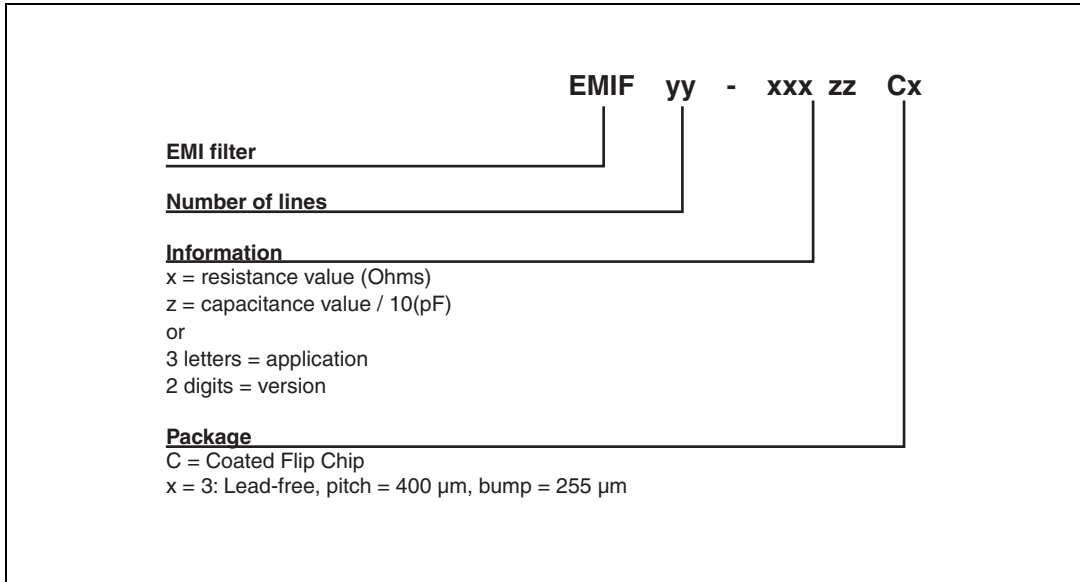 EMIF yy - xxx zz Cx
EMI filter
Number of lines
Information
x = resistance value (Ohms)
z = capacitance value / 10(pF)
or
3 letters = application
2 digits = version
Package
C = Coated Flip Chip
x = 3: Lead-free, pitch = 400 µm, bump = 255 µm